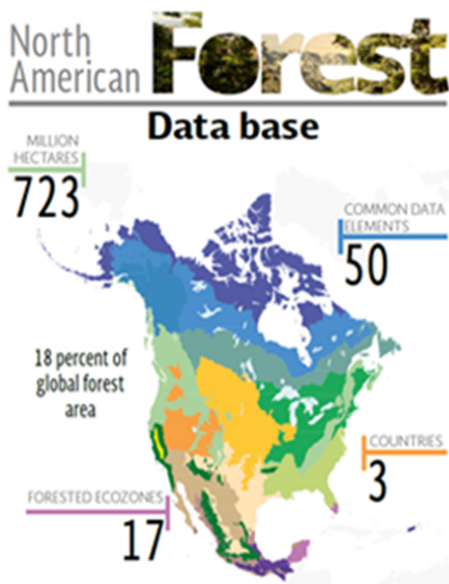 North
American
Forest
Data base
MILLION
HECTARES
723
COMMON DATA
ELEMENTS
50
18 percent of
global forest
area
COUNTRIES
3
FORESTED ECOZONES
17